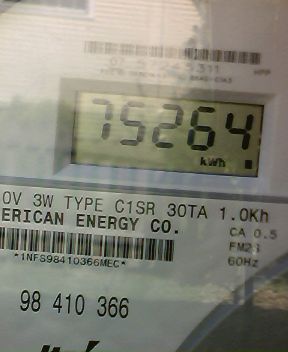 75264
kWh
0V 3W TYPE C1SR 30TA 1.0Kh
ERICAN ENERGY CO.
CA 0.5
FM2S
60Hz
*1NFS98410366MEC*
98 410 366